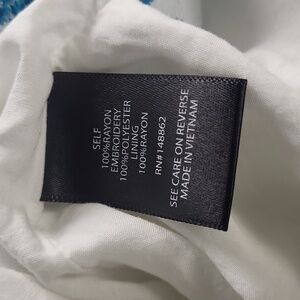 SELF
100%RAYON
EMBROIDERY
100%POLYESTER
LINING
100%RAYON
RN#148862
SEE CARE ON REVERSE
MADE IN VIETNAM